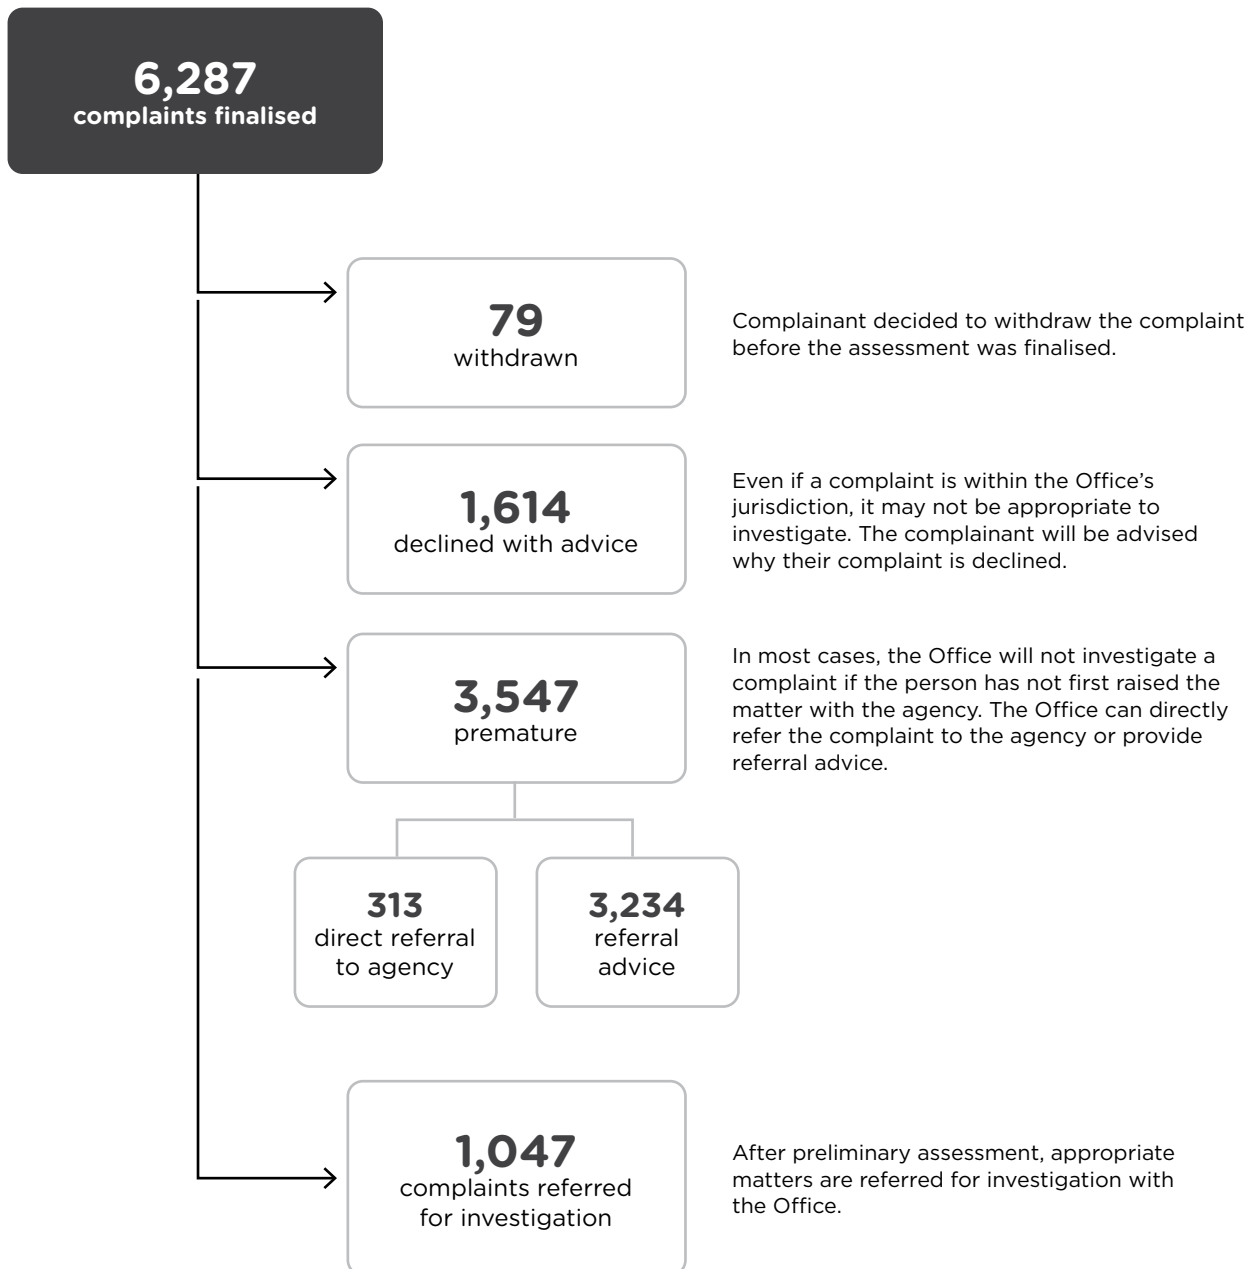 6,287
complaints finalised
79
withdrawn
Complainant decided to withdraw the complaint
before the assessment was finalised.
1,614
declined with advice
Even if a complaint is within the Office’s
jurisdiction, it may not be appropriate to
investigate. The complainant will be advised
why their complaint is declined.
3,547
premature
In most cases, the Office will not investigate a
complaint if the person has not first raised the
matter with the agency. The Office can directly
refer the complaint to the agency or provide
referral advice.
313
direct referral
to agency
3,234
referral
advice
1,047
complaints referred
for investigation
After preliminary assessment, appropriate
matters are referred for investigation with
the Office.